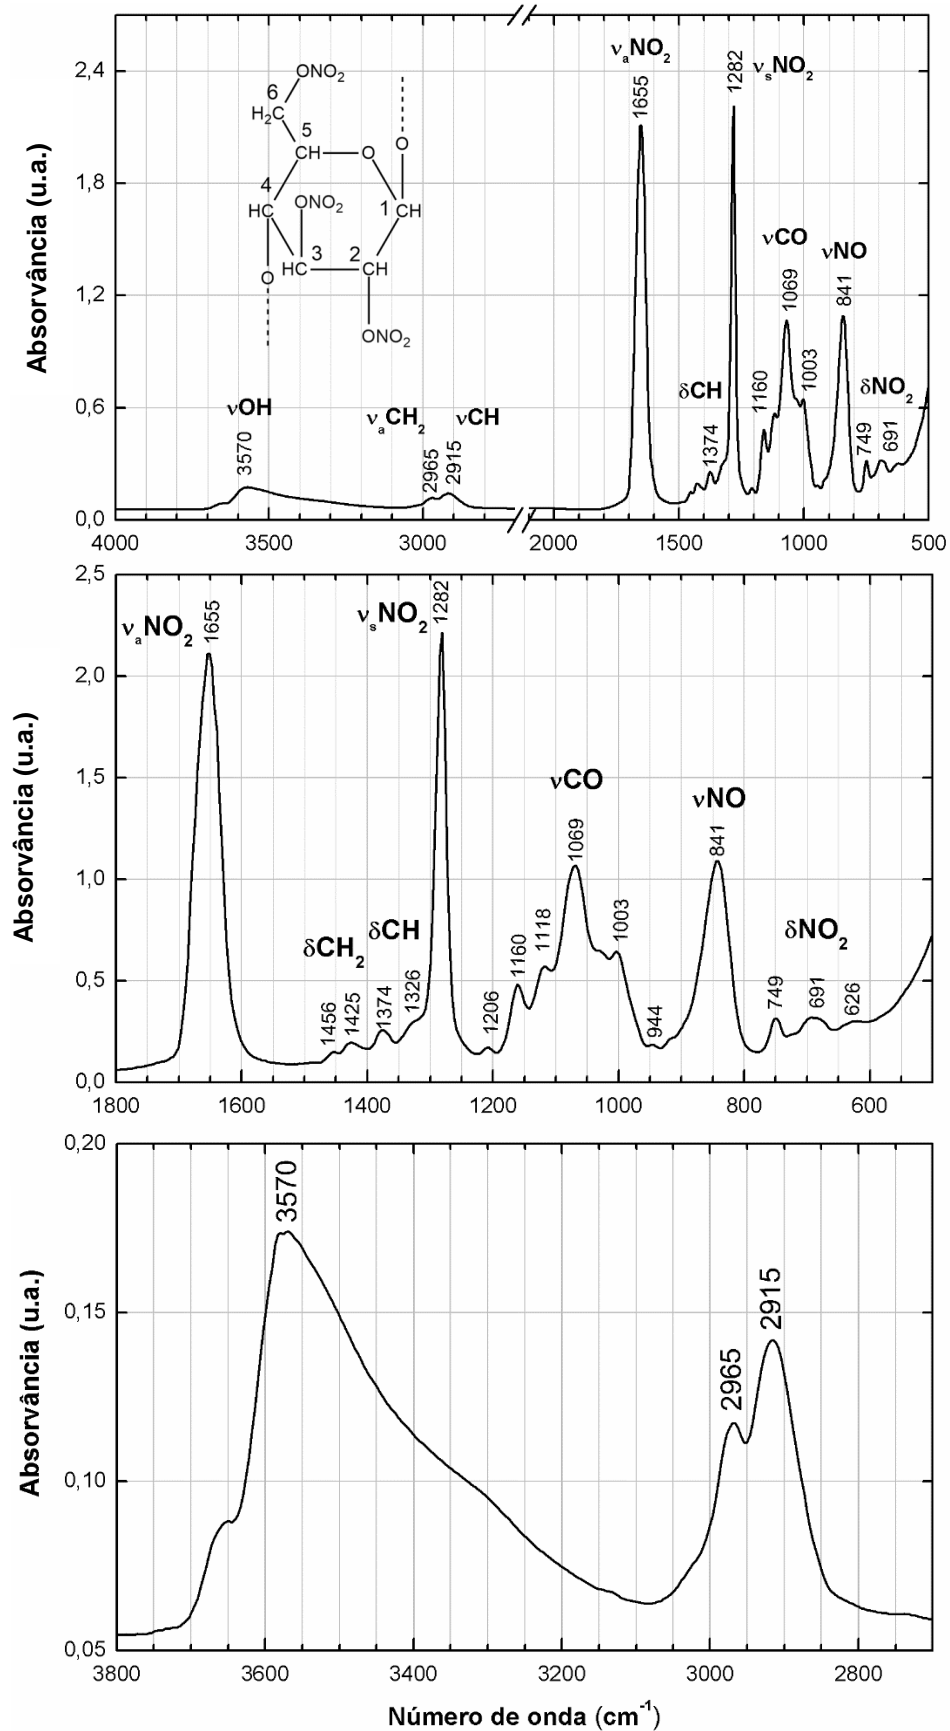 2,4
1,8
1,2
0,6
0,0
Absorvância (u.a.)
νₐNO₂
1655
1282
νₛNO₂
6
ONO₂
H₂C
5
CH
O
O
4
HC
ONO₂
1
CH
3
2
HC
CH
O
ONO₂
νOH
3570
νₐCH₂
2965
2915
νCH
δCH
1374
1160
νCO
1069
1003
νNO
841
749
δNO₂
691
4000
3500
3000
2000
1500
1000
500
2,5
2,0
1,5
1,0
0,5
0,0
Absorvância (u.a.)
νₐNO₂
1655
νₛNO₂
1282
δCH₂
δCH
1456
1425
1374
1326
1206
1160
1118
νCO
1069
1003
944
νNO
841
δNO₂
749
691
626
1800
1600
1400
1200
1000
800
600
0,20
0,15
0,10
0,05
Absorvância (u.a.)
3570
2965
2915
3800
3600
3400
3200
3000
2800
Número de onda (cm⁻¹)